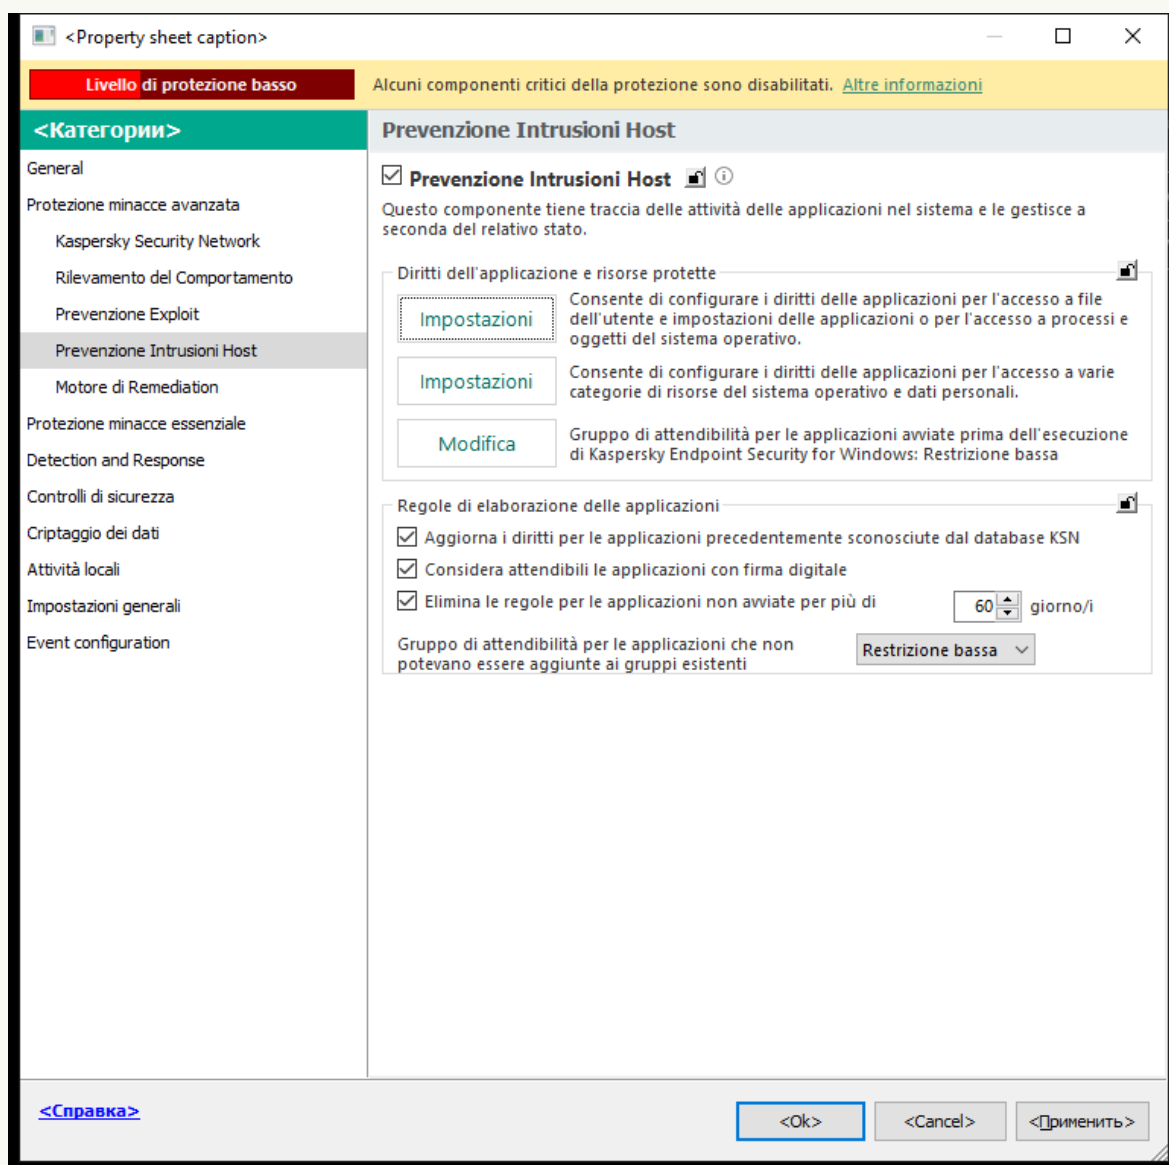 <Property sheet caption>
Livello di protezione basso
Alcuni componenti critici della protezione sono disabilitati. Altre informazioni
<Категории>
General
Protezione minacce avanzata
Kaspersky Security Network
Rilevamento del Comportamento
Prevenzione Exploit
Prevenzione Intrusioni Host
Motore di Remediation
Protezione minacce essenziale
Detection and Response
Controlli di sicurezza
Criptaggio dei dati
Attività locali
Impostazioni generali
Event configuration
Prevenzione Intrusioni Host
Prevenzione Intrusioni Host
Questo componente tiene traccia delle attività delle applicazioni nel sistema e le gestisce a
seconda del relativo stato.
Diritti dell'applicazione e risorse protette
Impostazioni
Consente di configurare i diritti delle applicazioni per l'accesso a file
dell'utente e impostazioni delle applicazioni o per l'accesso a processi e
oggetti del sistema operativo.
Impostazioni
Consente di configurare i diritti delle applicazioni per l'accesso a varie
categorie di risorse del sistema operativo e dati personali.
Modifica
Gruppo di attendibilità per le applicazioni avviate prima dell'esecuzione
di Kaspersky Endpoint Security for Windows: Restrizione bassa
Regole di elaborazione delle applicazioni
Aggiorna i diritti per le applicazioni precedentemente sconosciute dal database KSN
Considera attendibili le applicazioni con firma digitale
Elimina le regole per le applicazioni non avviate per più di
60
giorno/i
Gruppo di attendibilità per le applicazioni che non
potevano essere aggiunte ai gruppi esistenti
Restrizione bassa
<Справка>
<Ok>
<Cancel>
<Применить>